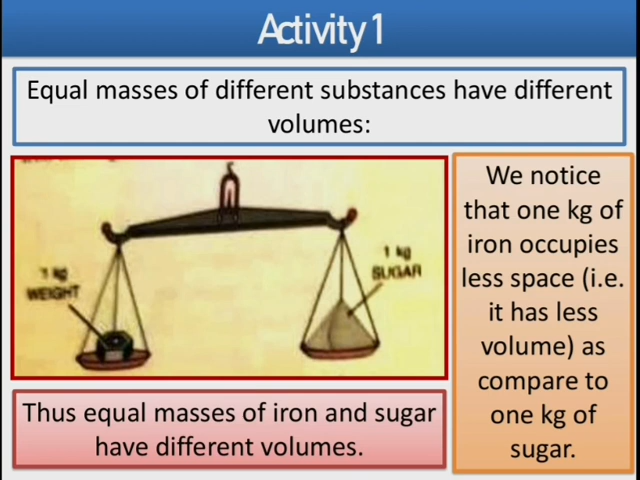 Activity 1
Equal masses of different substances have different
volumes:
1 kg
WEIGHT
1 kg
SUGAR
We notice
that one kg of
iron occupies
less space (i.e.
it has less
volume) as
compare to
one kg of
sugar.
Thus equal masses of iron and sugar
have different volumes.